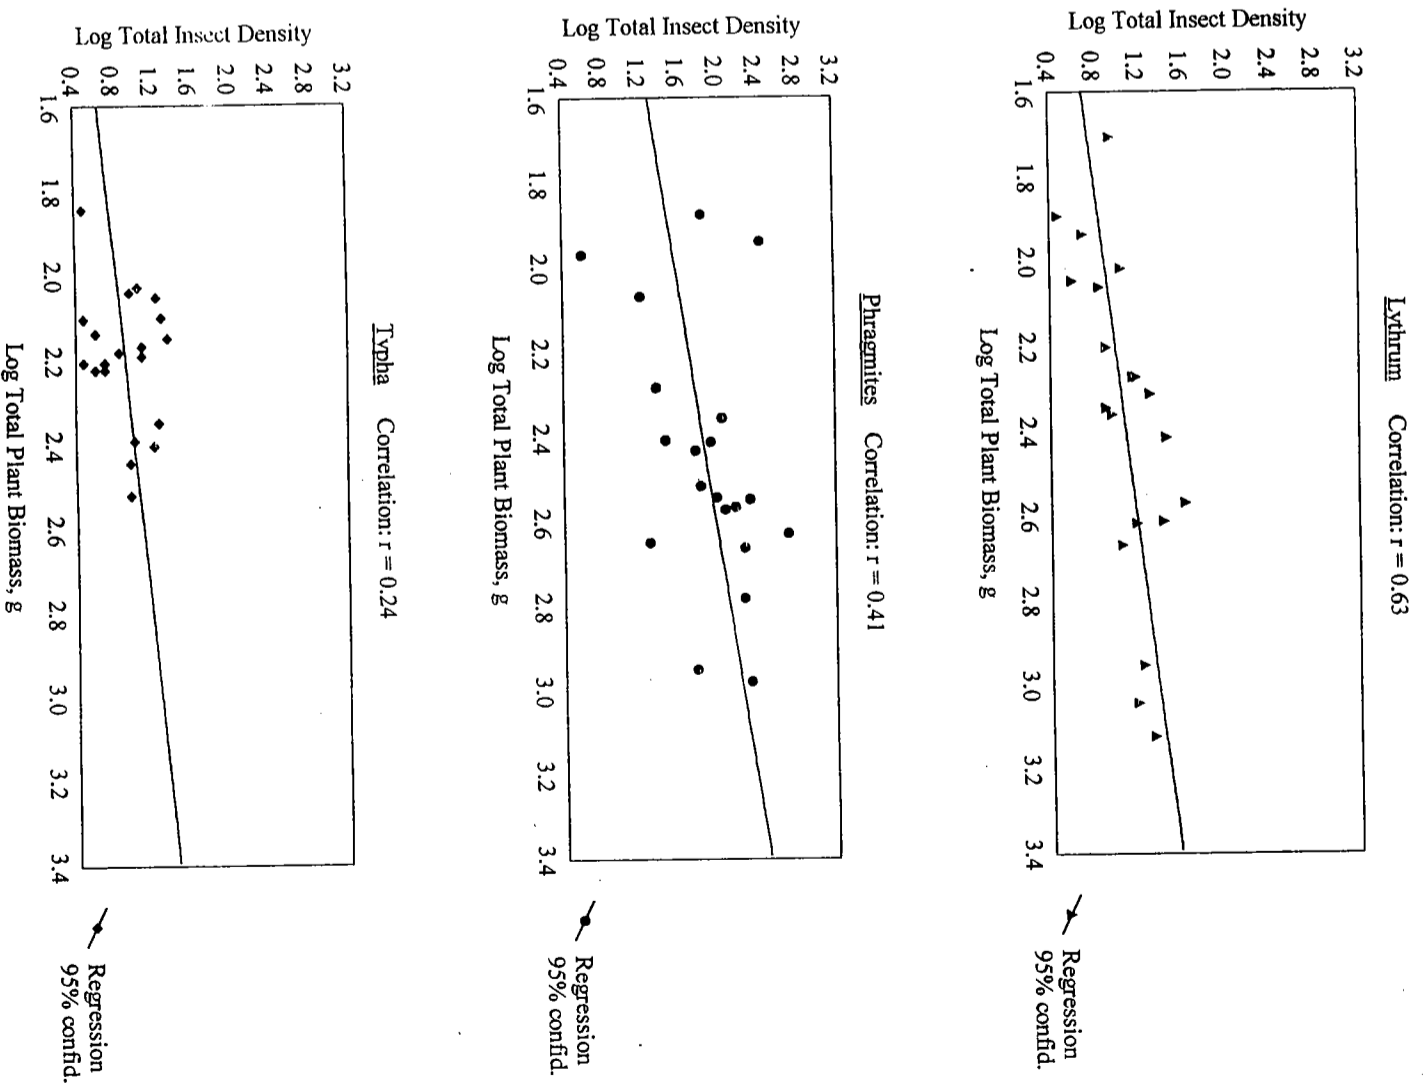 Lythrum Correlation: r = 0.63
Log Total Insect Density
3.2
2.8
2.4
2.0
1.6
1.2
0.8
0.4
1.6 1.8 2.0 2.2 2.4 2.6 2.8 3.0 3.2 3.4
Log Total Plant Biomass, g
Regression
95% confid.
Phragmites Correlation: r = 0.41
Log Total Insect Density
3.2
2.8
2.4
2.0
1.6
1.2
0.8
0.4
1.6 1.8 2.0 2.2 2.4 2.6 2.8 3.0 3.2 3.4
Log Total Plant Biomass, g
Regression
95% confid.
Typha Correlation: r = 0.24
Log Total Insect Density
3.2
2.8
2.4
2.0
1.6
1.2
0.8
0.4
1.6 1.8 2.0 2.2 2.4 2.6 2.8 3.0 3.2 3.4
Log Total Plant Biomass, g
Regression
95% confid.